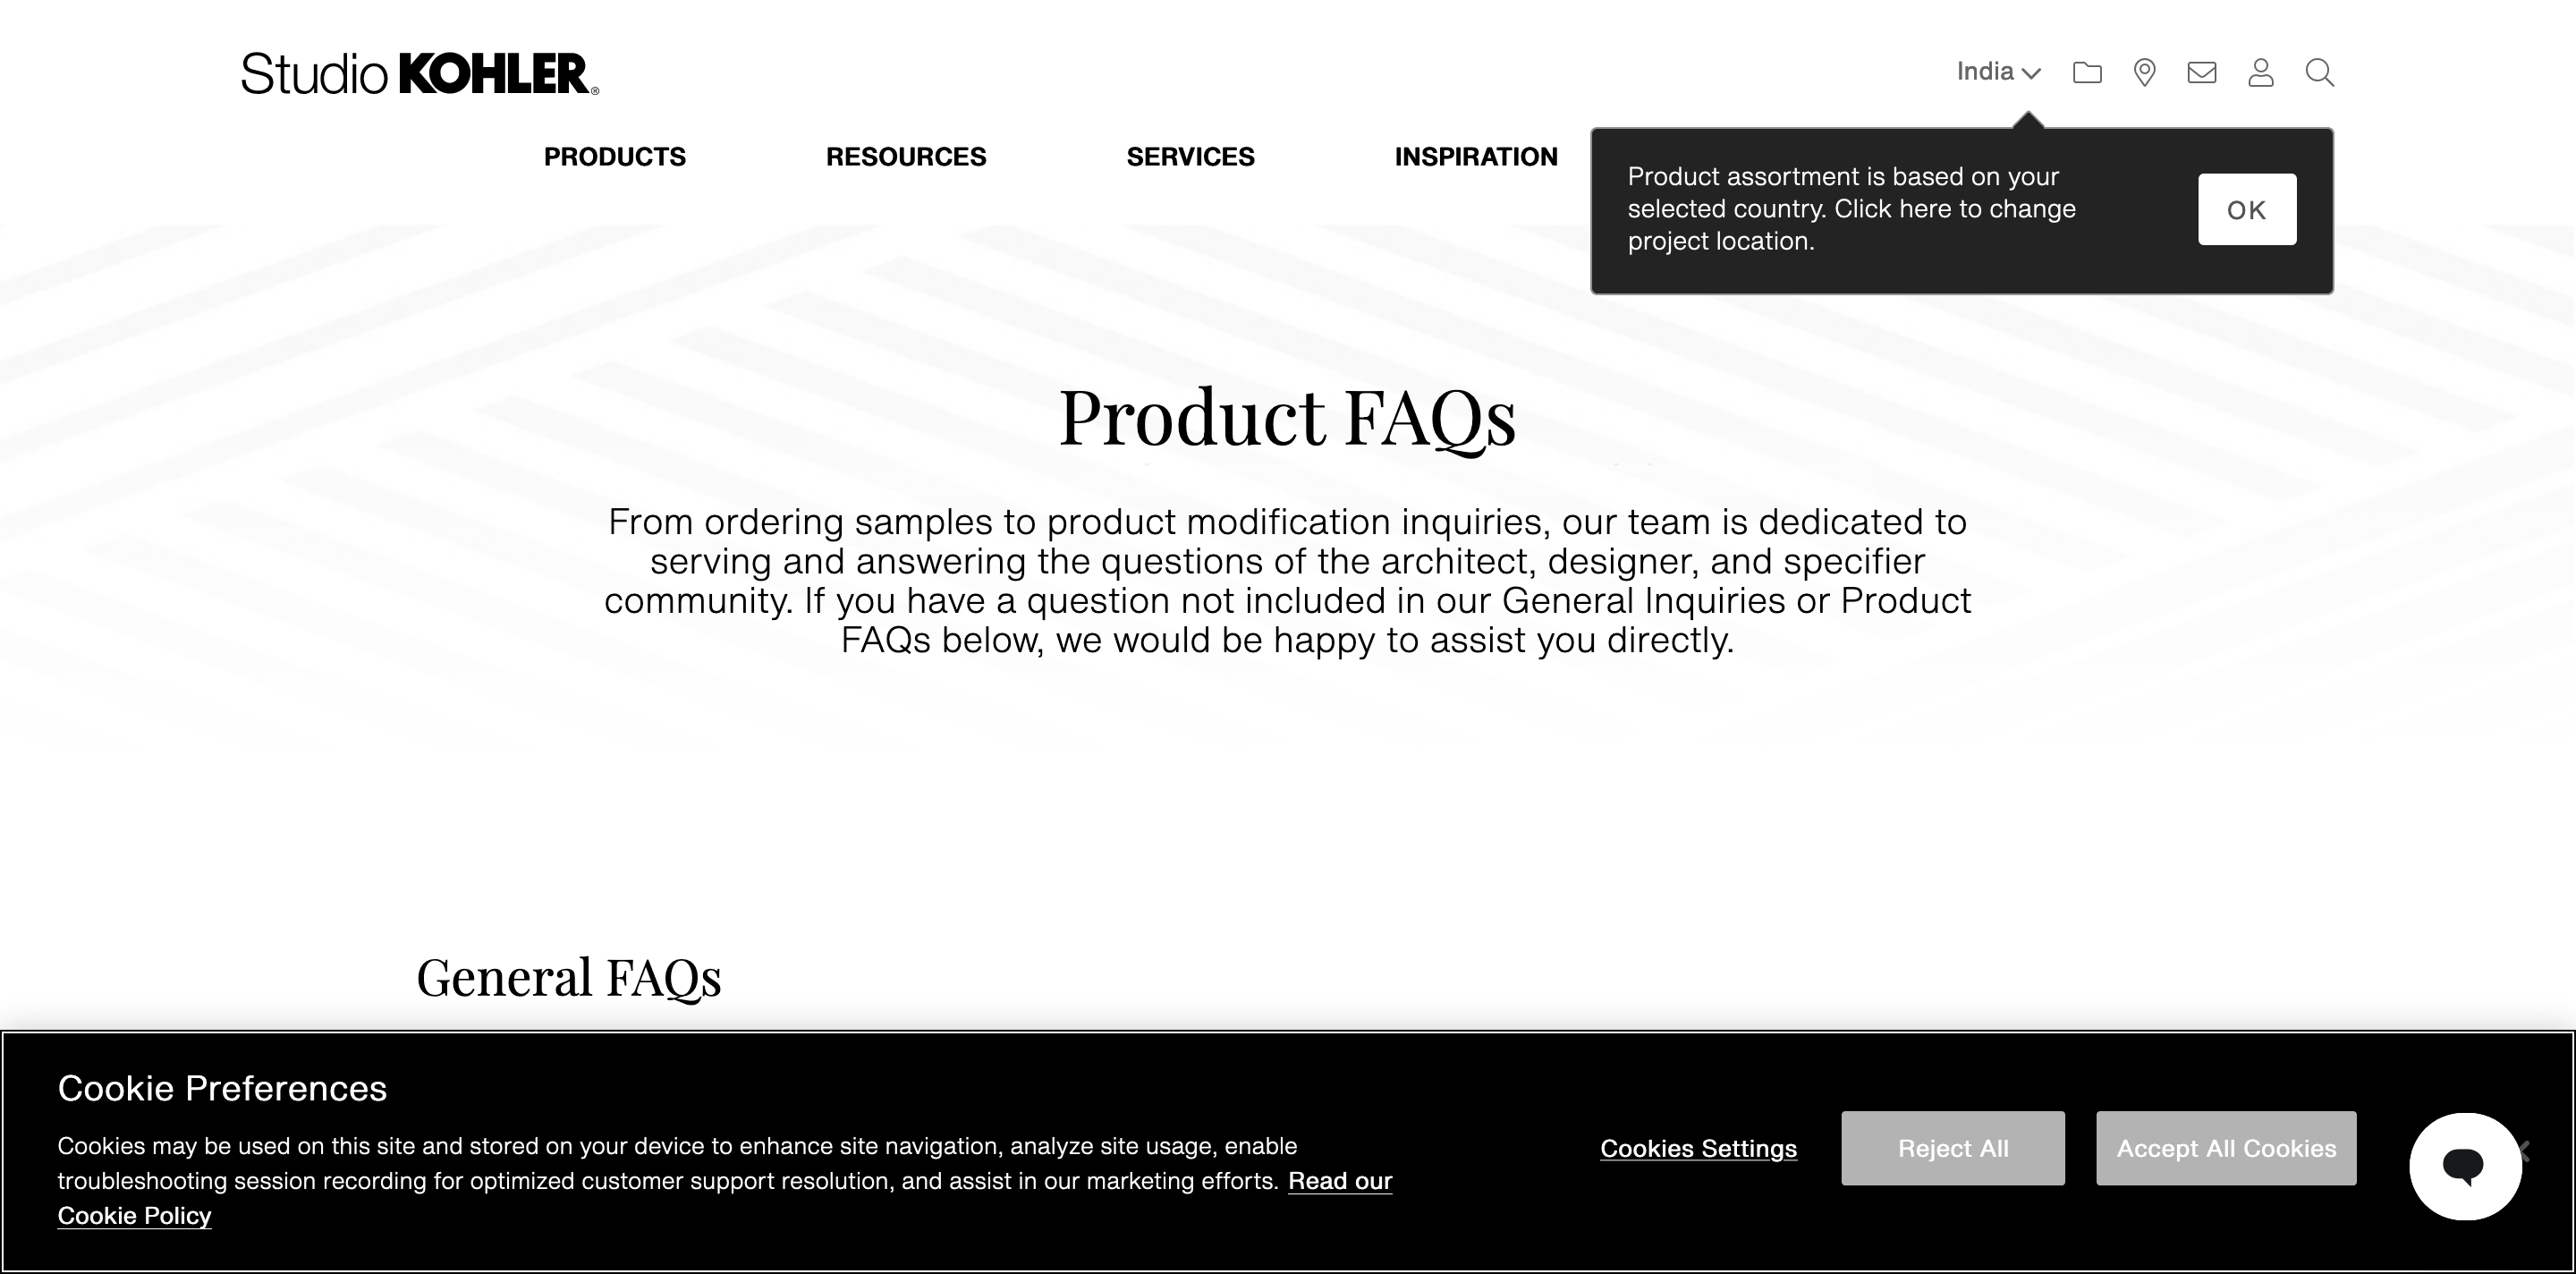 Studio KOHLER®
India
PRODUCTS
RESOURCES
SERVICES
INSPIRATION
Product assortment is based on your
selected country. Click here to change
project location.
OK
Product FAQs
From ordering samples to product modification inquiries, our team is dedicated to
serving and answering the questions of the architect, designer, and specifier
community. If you have a question not included in our General Inquiries or Product
FAQs below, we would be happy to assist you directly.
General FAQs
Cookie Preferences
Cookies may be used on this site and stored on your device to enhance site navigation, analyze site usage, enable
troubleshooting session recording for optimized customer support resolution, and assist in our marketing efforts. Read our
Cookie Policy
Cookies Settings
Reject All
Accept All Cookies